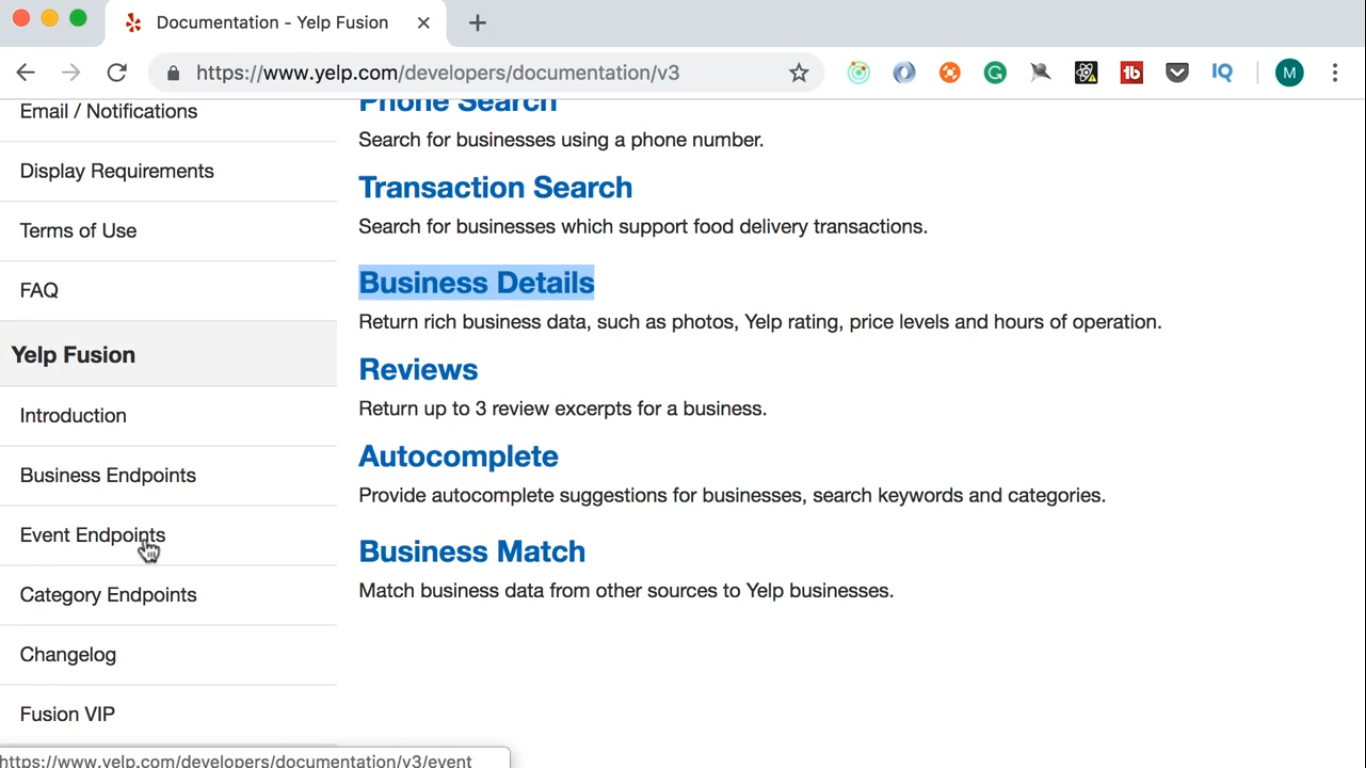 Documentation - Yelp Fusion
https://www.yelp.com/developers/documentation/v3
G
tb
IQ
M
Email / Notifications
Display Requirements
Terms of Use
FAQ
Yelp Fusion
Introduction
Business Endpoints
Event Endpoints
Category Endpoints
Changelog
Fusion VIP
https://www.yelp.com/developers/documentation/v3/event
Phone Search
Search for businesses using a phone number.
Transaction Search
Search for businesses which support food delivery transactions.
Business Details
Return rich business data, such as photos, Yelp rating, price levels and hours of operation.
Reviews
Return up to 3 review excerpts for a business.
Autocomplete
Provide autocomplete suggestions for businesses, search keywords and categories.
Business Match
Match business data from other sources to Yelp businesses.